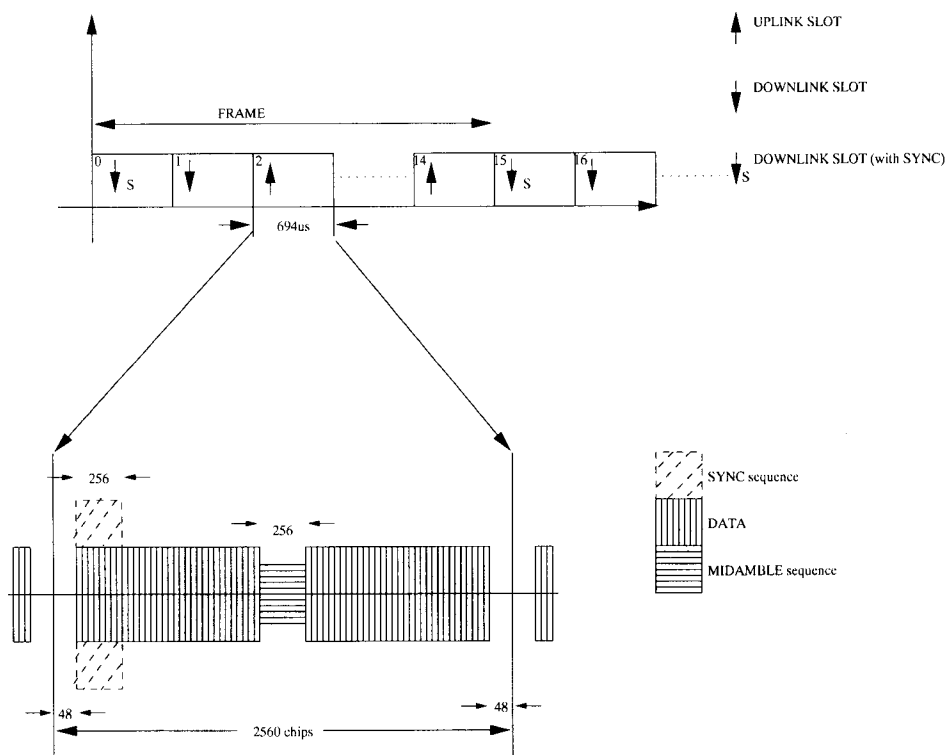 UPLINK SLOT
DOWNLINK SLOT
FRAME
DOWNLINK SLOT (with SYNC)
0 S 1 2 14 15 S 16 S
694us
256
SYNC sequence
256
DATA
MIDAMBLE sequence
48 48
2560 chips